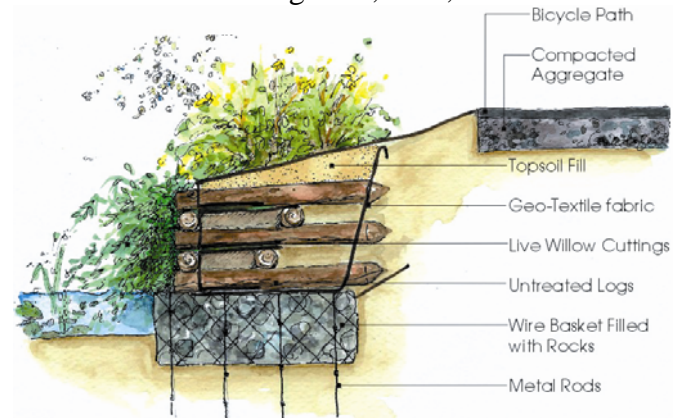 Bicycle Path
Compacted
Aggregate
Topsoil Fill
Geo-Textile fabric
Live Willow Cuttings
Untreated Logs
Wire Basket Filled
with Rocks
Metal Rods